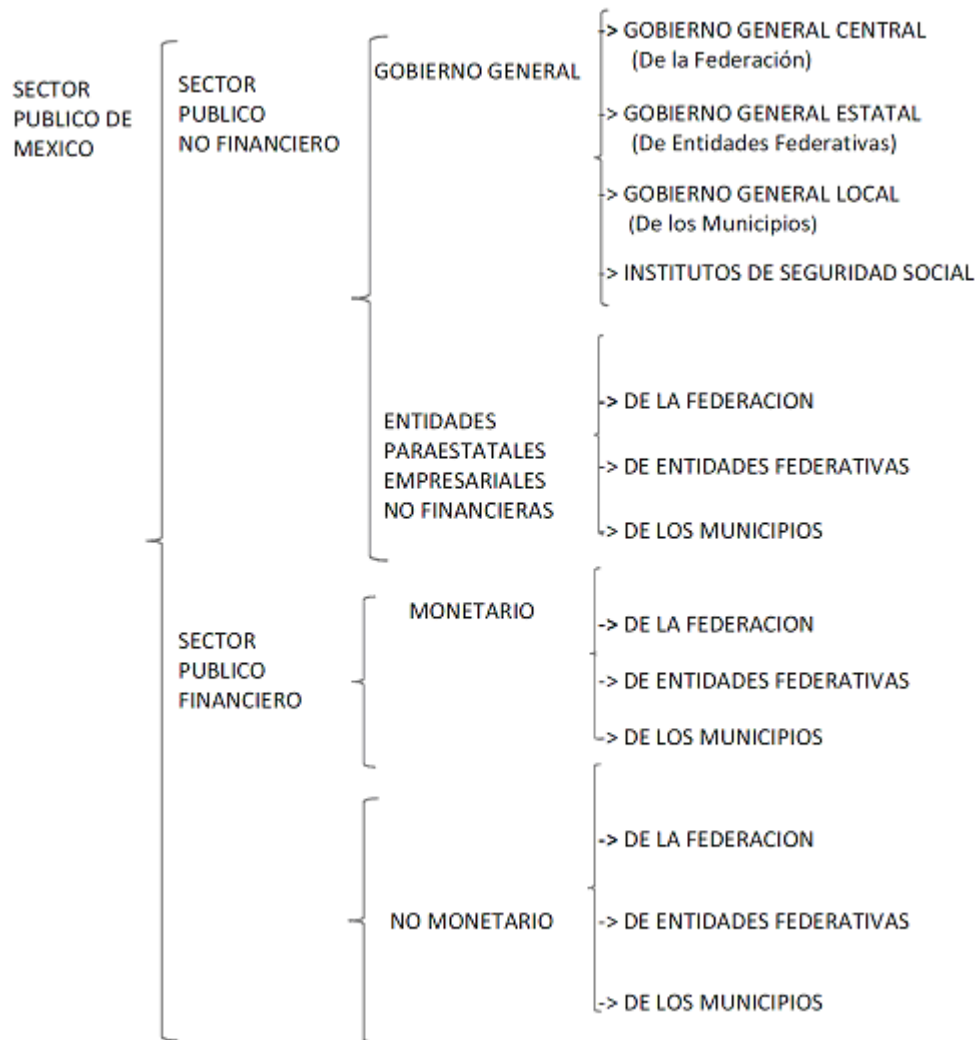 SECTOR
PUBLICO DE
MEXICO
SECTOR
PUBLICO
NO FINANCIERO
GOBIERNO GENERAL
-> GOBIERNO GENERAL CENTRAL
(De la Federación)
-> GOBIERNO GENERAL ESTATAL
(De Entidades Federativas)
-> GOBIERNO GENERAL LOCAL
(De los Municipios)
-> INSTITUTOS DE SEGURIDAD SOCIAL
ENTIDADES
PARAESTATALES
EMPRESARIALES
NO FINANCIERAS
-> DE LA FEDERACION
-> DE ENTIDADES FEDERATIVAS
-> DE LOS MUNICIPIOS
SECTOR
PUBLICO
FINANCIERO
MONETARIO
-> DE LA FEDERACION
-> DE ENTIDADES FEDERATIVAS
-> DE LOS MUNICIPIOS
NO MONETARIO
-> DE LA FEDERACION
-> DE ENTIDADES FEDERATIVAS
-> DE LOS MUNICIPIOS